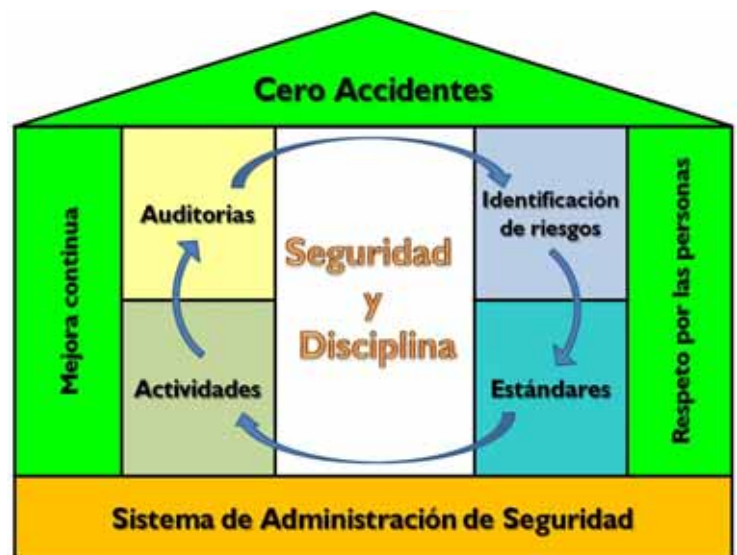 Cero Accidentes
Mejora continua
Auditorias
Identificación
de riesgos
Seguridad
y
Disciplina
Actividades
Estándares
Respeto por las personas
Sistema de Administración de Seguridad